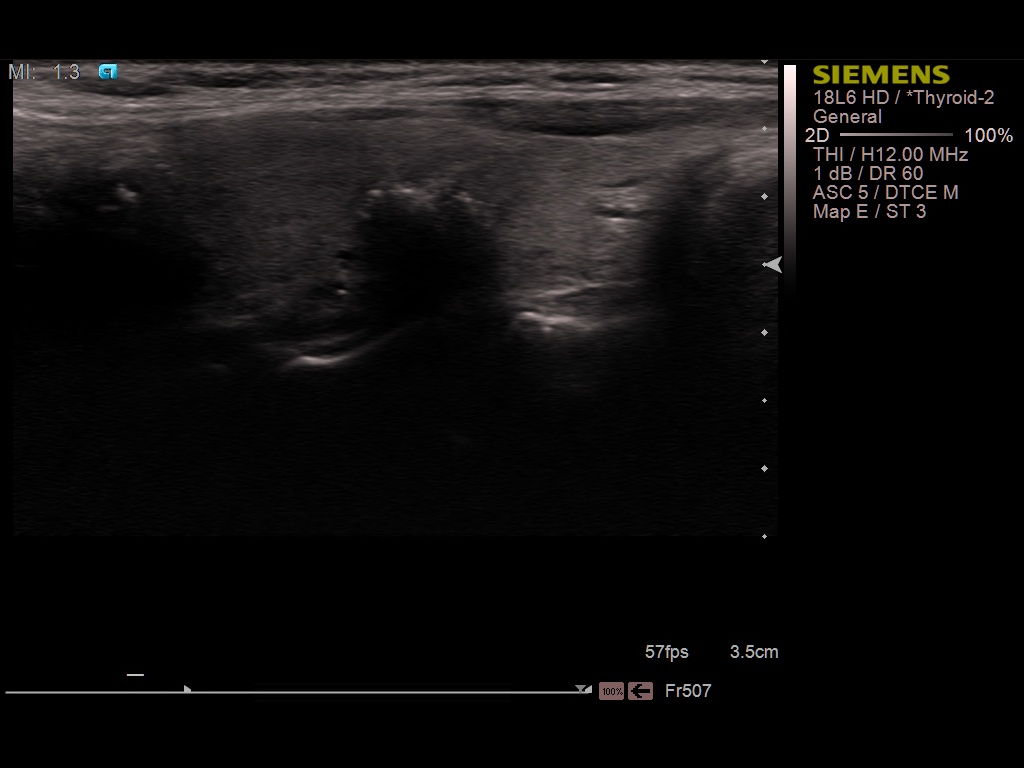 MI: 1.3
SIEMENS
18L6 HD / *Thyroid-2
General
2D 100%
THI / H12.00 MHz
1 dB / DR 60
ASC 5 / DTCE M
Map E / ST 3
57fps 3.5cm
100% Fr507